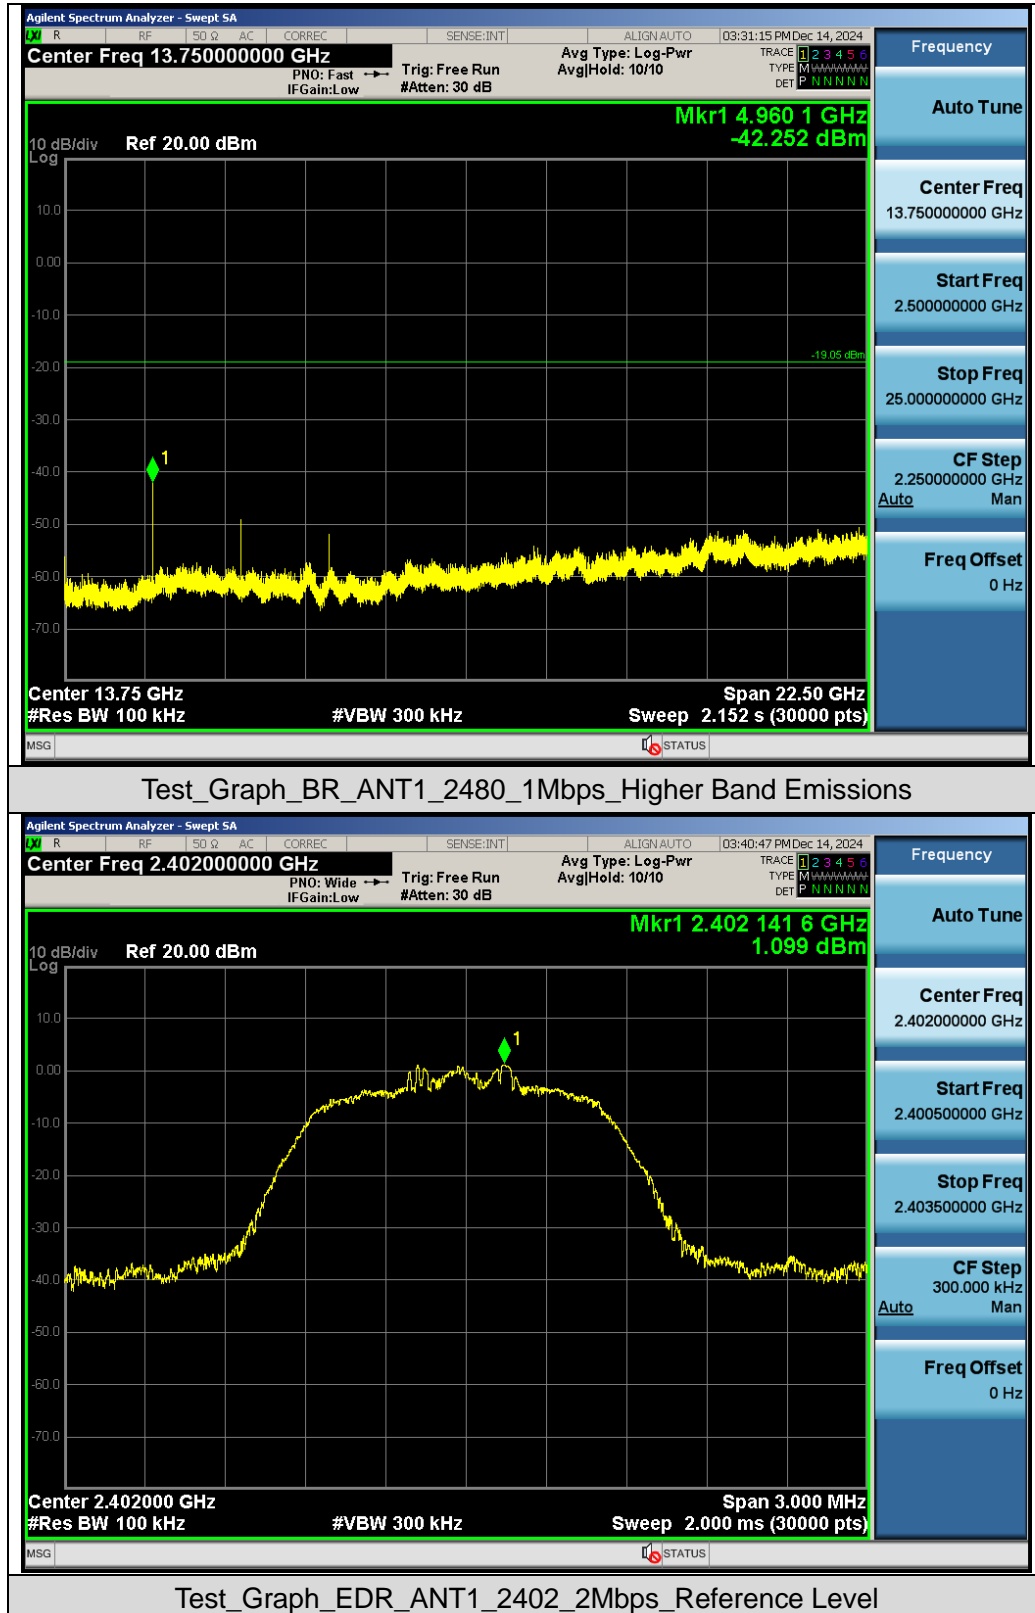 Agilent Spectrum Analyzer - Swept SA
LXI R RF 50 Ω AC CORREC SENSE:INT ALIGN AUTO 03:31:15 PM Dec 14, 2024
Center Freq 13.750000000 GHz
PNO: Fast
IFGain:Low
Trig: Free Run
#Atten: 30 dB
Avg Type: Log-Pwr
Avg|Hold: 10/10
TRACE 1 2 3 4 5 6
TYPE M WWWWW
DET P N N N N N
Mkr1 4.960 1 GHz
-42.252 dBm
10 dB/div Ref 20.00 dBm
Log
10.0
0.00
-10.0
-19.05 dBm
-20.0
-30.0
1
-40.0
-50.0
-60.0
-70.0
Center 13.75 GHz Span 22.50 GHz
#Res BW 100 kHz #VBW 300 kHz Sweep 2.152 s (30000 pts)
MSG STATUS
Frequency
Auto Tune
Center Freq
13.750000000 GHz
Start Freq
2.500000000 GHz
Stop Freq
25.000000000 GHz
CF Step
2.250000000 GHz
Auto Man
Freq Offset
0 Hz
Test_Graph_BR_ANT1_2480_1Mbps_Higher Band Emissions
Agilent Spectrum Analyzer - Swept SA
LXI R RF 50 Ω AC CORREC SENSE:INT ALIGN AUTO 03:40:47 PM Dec 14, 2024
Center Freq 2.402000000 GHz
PNO: Wide
IFGain:Low
Trig: Free Run
#Atten: 30 dB
Avg Type: Log-Pwr
Avg|Hold: 10/10
TRACE 1 2 3 4 5 6
TYPE M WWWWW
DET P N N N N N
Mkr1 2.402 141 6 GHz
1.099 dBm
10 dB/div Ref 20.00 dBm
Log
10.0
1
0.00
-10.0
-20.0
-30.0
-40.0
-50.0
-60.0
-70.0
Center 2.402000 GHz Span 3.000 MHz
#Res BW 100 kHz #VBW 300 kHz Sweep 2.000 ms (30000 pts)
MSG STATUS
Frequency
Auto Tune
Center Freq
2.402000000 GHz
Start Freq
2.400500000 GHz
Stop Freq
2.403500000 GHz
CF Step
300.000 kHz
Auto Man
Freq Offset
0 Hz
Test_Graph_EDR_ANT1_2402_2Mbps_Reference Level